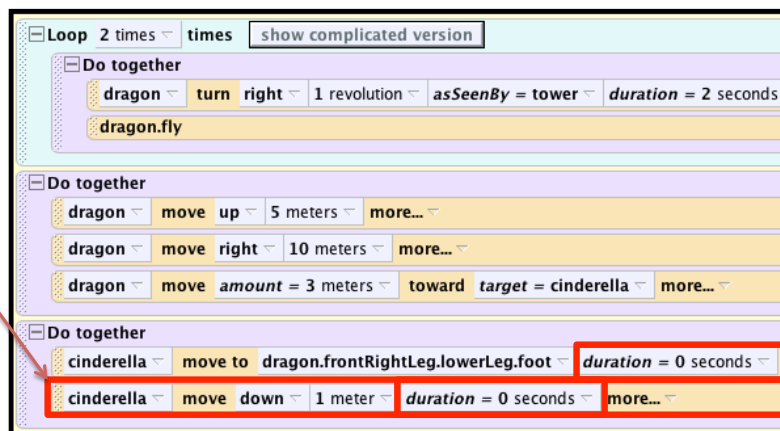 Loop 2 times times show complicated version
Do together
dragon turn right 1 revolution asSeenBy = tower duration = 2 seconds
dragon.fly
Do together
dragon move up 5 meters more...
dragon move right 10 meters more...
dragon move amount = 3 meters toward target = cinderella more...
Do together
cinderella move to dragon.frontRightLeg.lowerLeg.foot duration = 0 seconds
cinderella move down 1 meter duration = 0 seconds more...